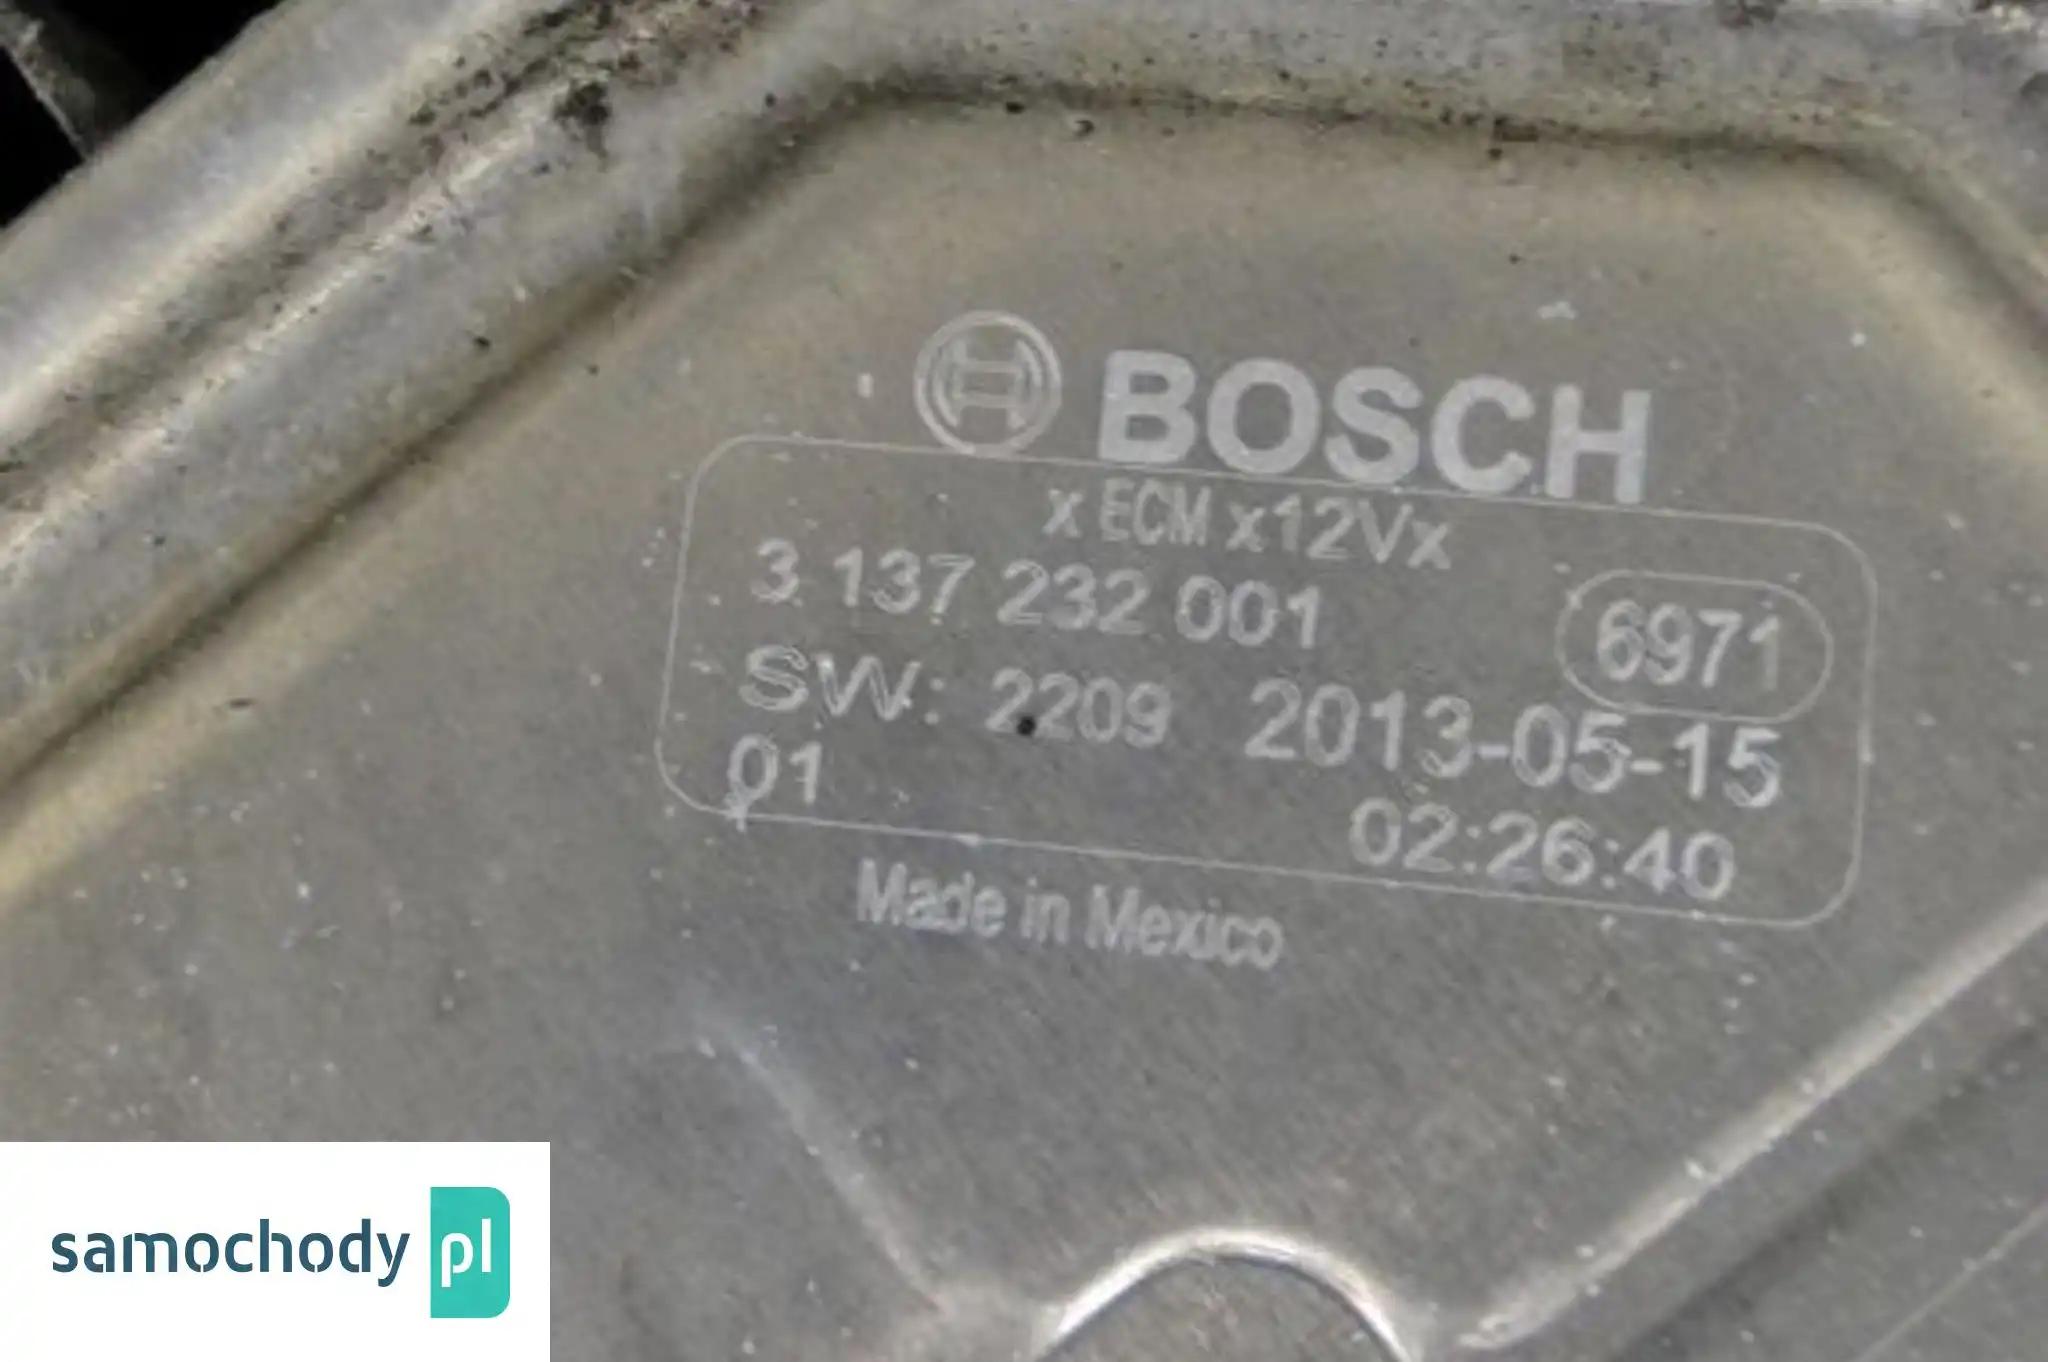 BOSCH
x ECM x12Vx
3 137 232 001
6971
SW: 2209 2013-05-15
01 02:26:40
Made in Mexico
samochody pl